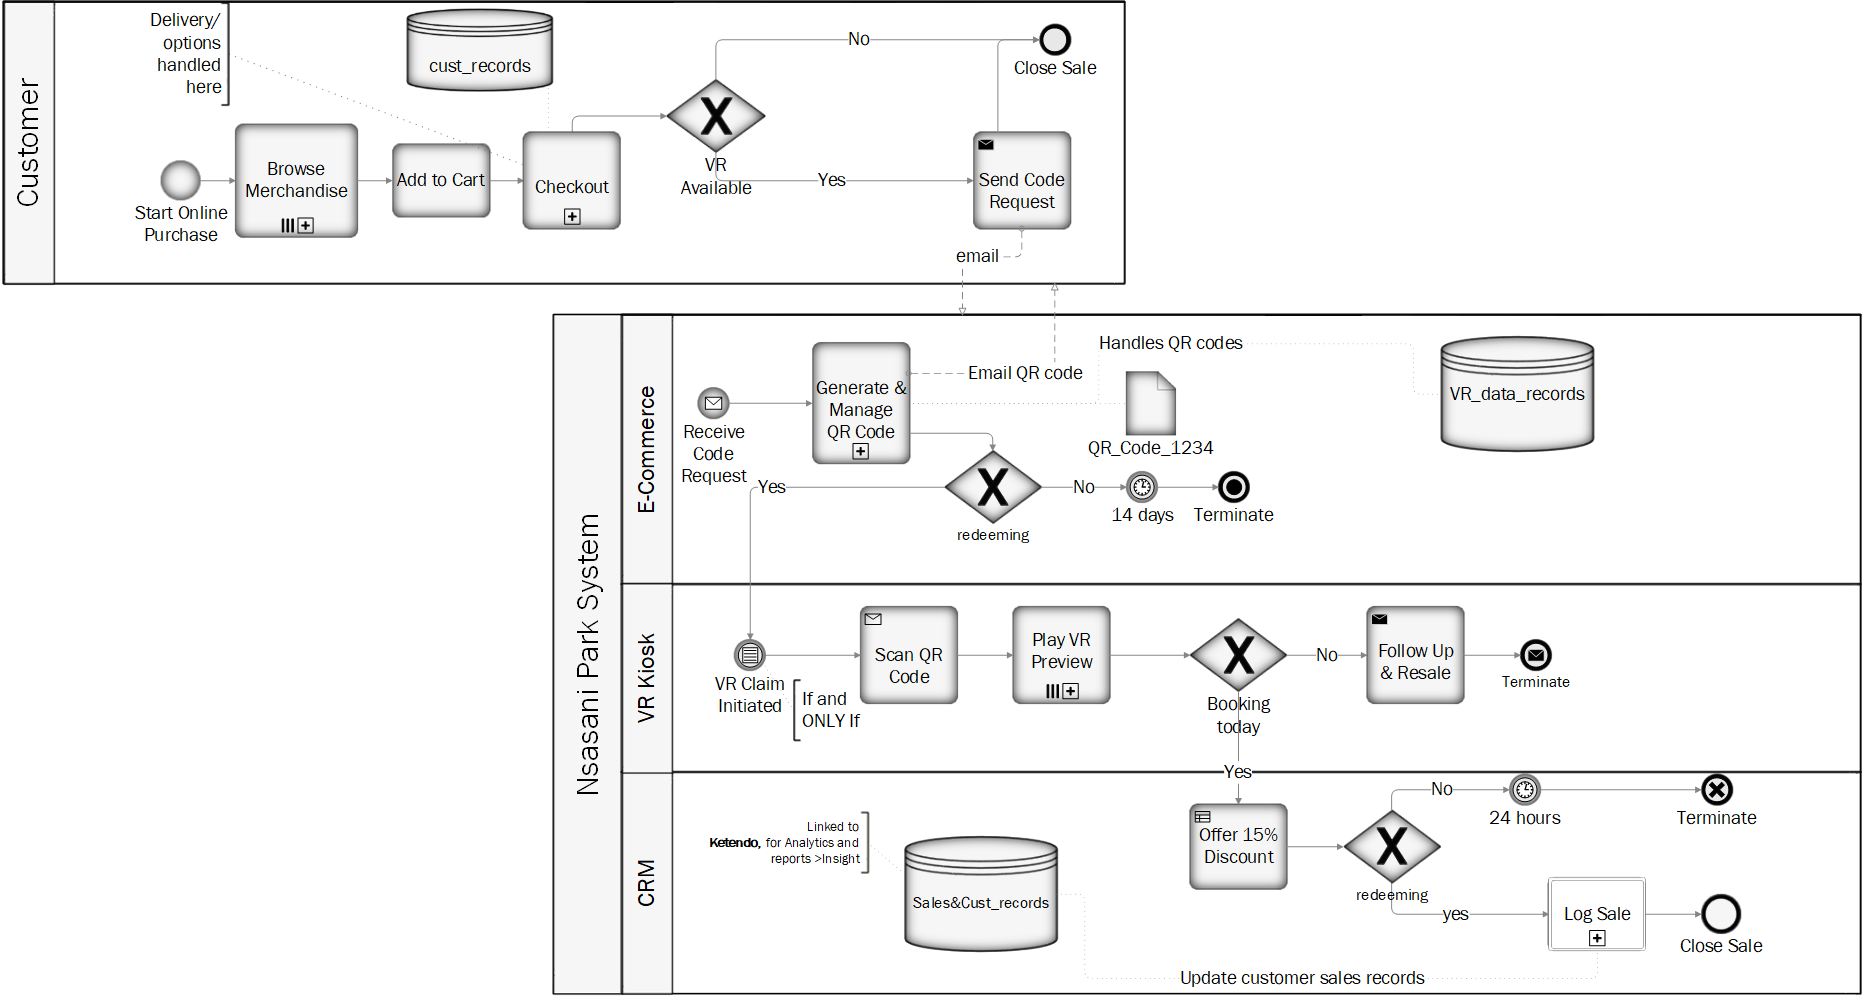 Customer
Delivery/
options
handled
here
cust_records
No
Close Sale
Start Online
Purchase
Browse
Merchandise
Add to Cart
Checkout
VR
Available
Yes
Send Code
Request
email
Nsasani Park System
E-Commerce
Receive
Code
Request
Generate &
Manage
QR Code
Email QR code
Handles QR codes
QR_Code_1234
VR_data_records
Yes
redeeming
No
14 days
Terminate
VR Kiosk
VR Claim
Initiated
If and
ONLY If
Scan QR
Code
Play VR
Preview
Booking
today
No
Follow Up
& Resale
Terminate
Yes
CRM
Linked to
Ketendo, for Analytics and
reports >Insight
Sales&Cust_records
Offer 15%
Discount
redeeming
No
24 hours
Terminate
yes
Log Sale
Close Sale
Update customer sales records